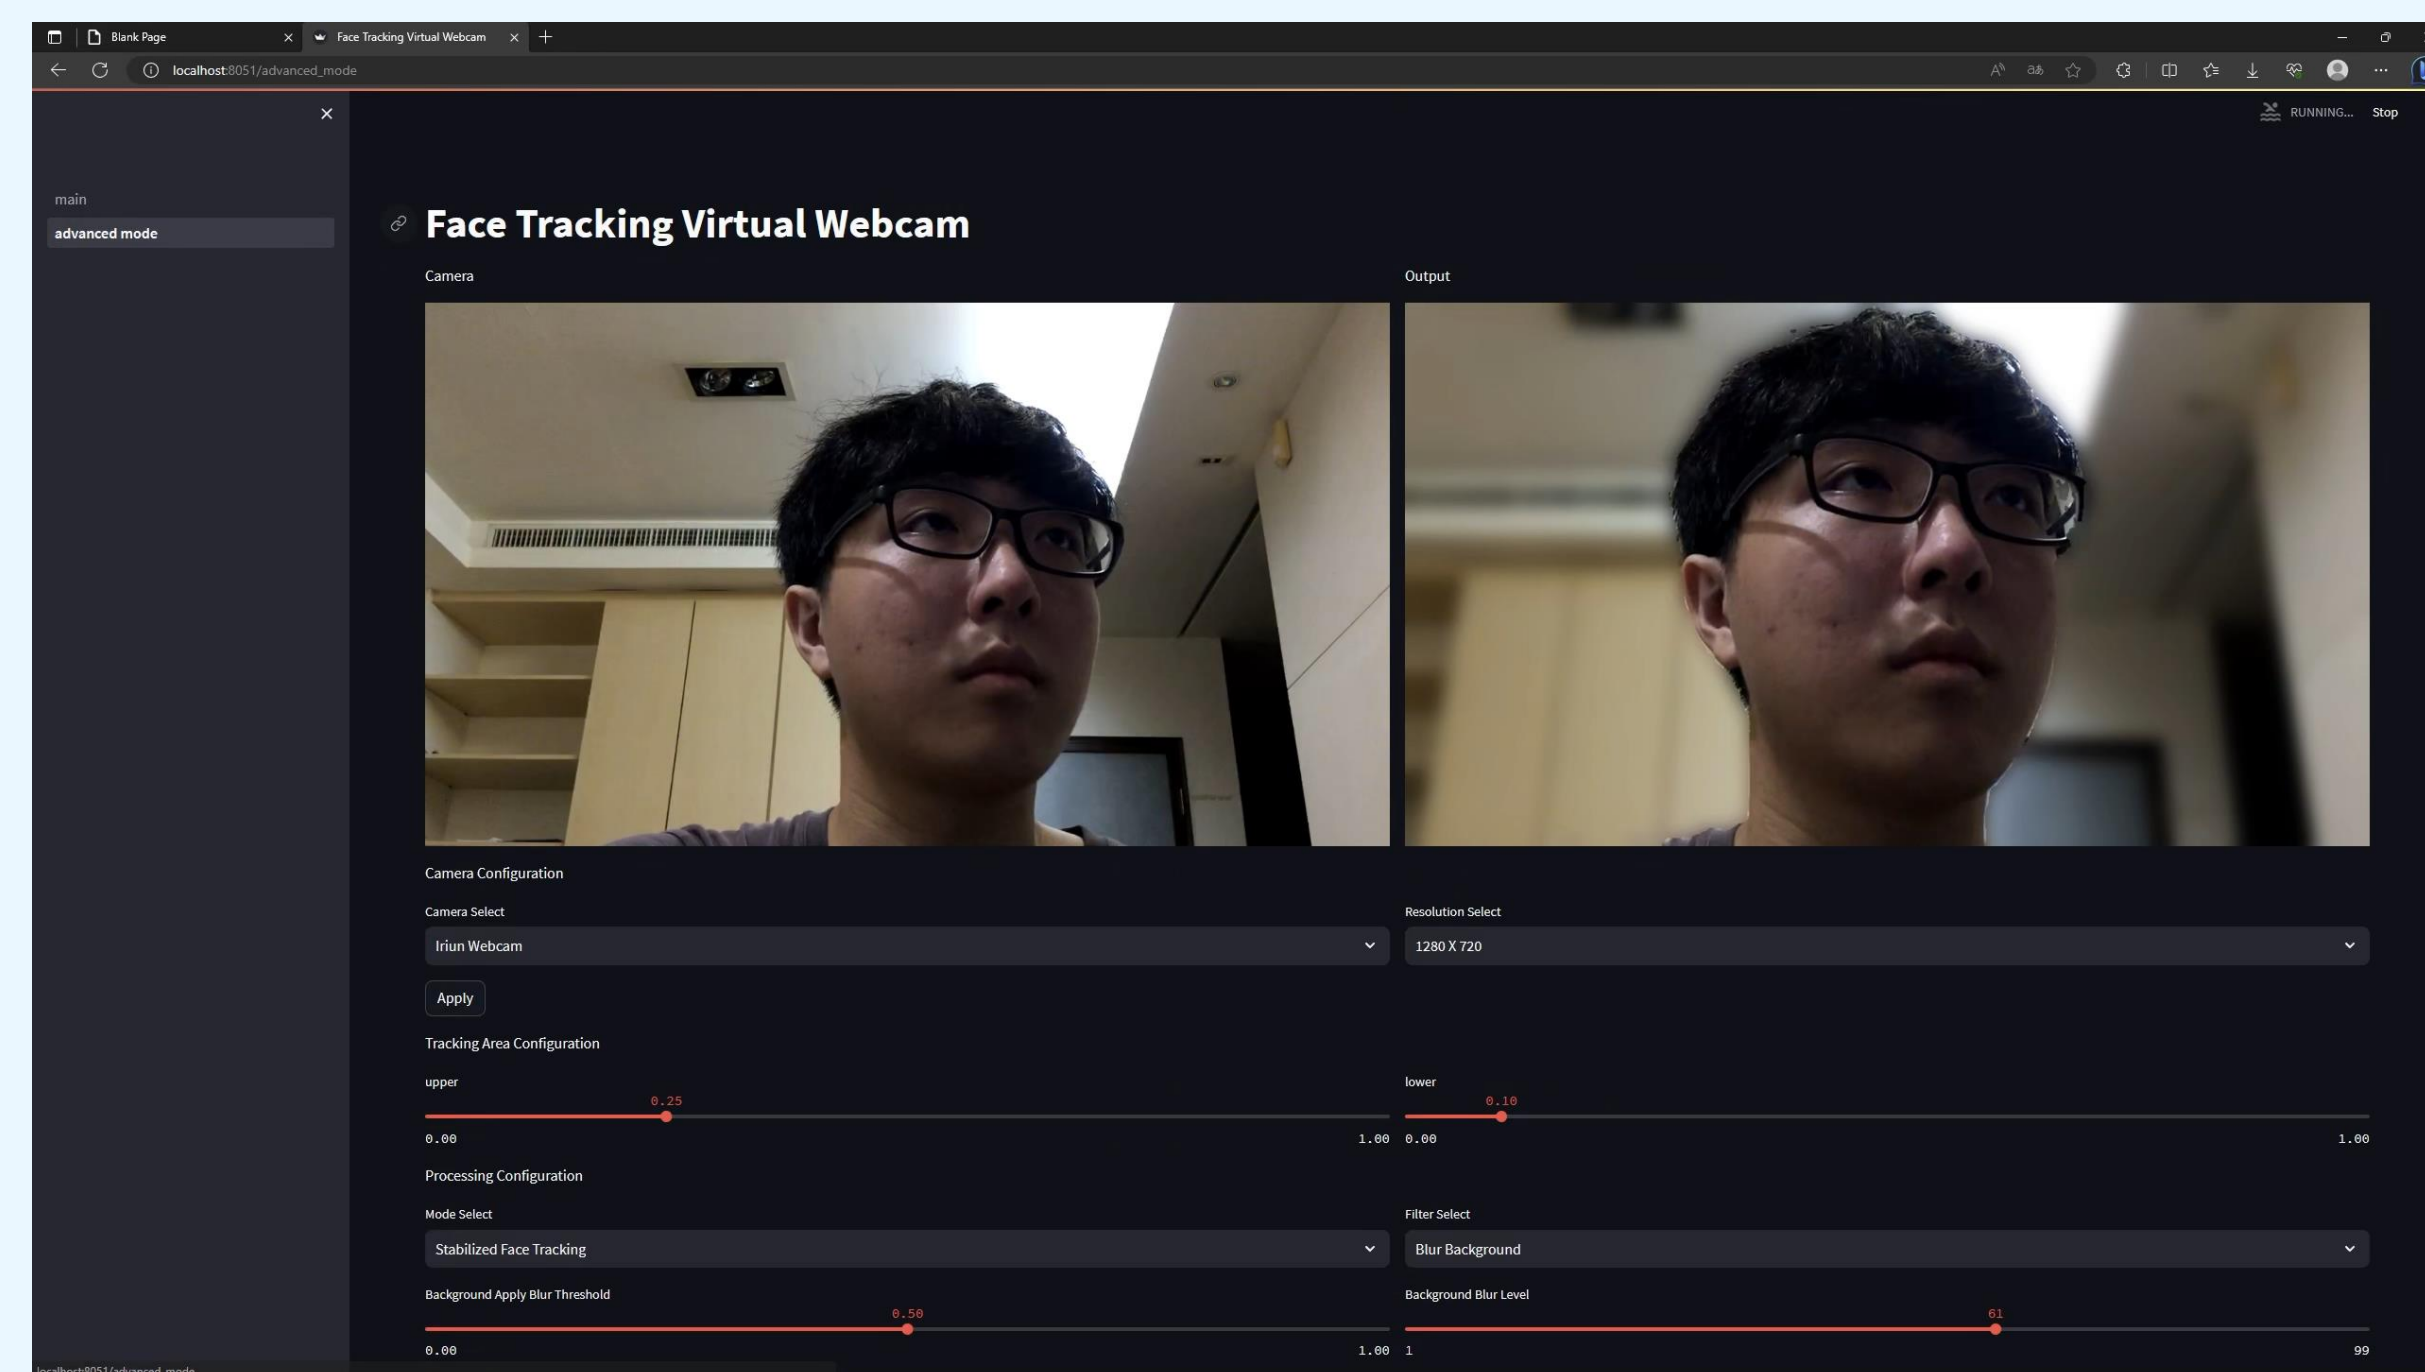 Blank Page
Face Tracking Virtual Webcam
localhost:8051/advanced_mode
RUNNING...
Stop
main
advanced mode
Face Tracking Virtual Webcam
Camera
Output
Camera Configuration
Camera Select
Resolution Select
Iriun Webcam
1280 X 720
Apply
Tracking Area Configuration
upper
lower
0.25
0.10
0.00
1.00
0.00
1.00
Processing Configuration
Mode Select
Filter Select
Stabilized Face Tracking
Blur Background
Background Apply Blur Threshold
Background Blur Level
0.50
61
0.00
1.00
1
99
localhost:8051/advanced_mode